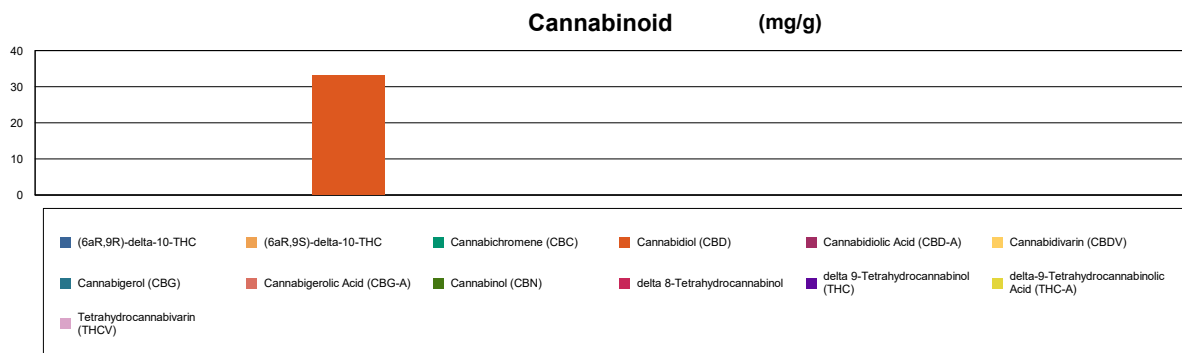 Cannabinoid (mg/g)
40
30
20
10
0
(6aR,9R)-delta-10-THC
(6aR,9S)-delta-10-THC
Cannabichromene (CBC)
Cannabidiol (CBD)
Cannabidiolic Acid (CBD-A)
Cannabidivarin (CBDV)
Cannabigerol (CBG)
Cannabigerolic Acid (CBG-A)
Cannabinol (CBN)
delta 8-Tetrahydrocannabinol
delta 9-Tetrahydrocannabinol
(THC)
delta-9-Tetrahydrocannabinolic
Acid (THC-A)
Tetrahydrocannabivarin
(THCV)